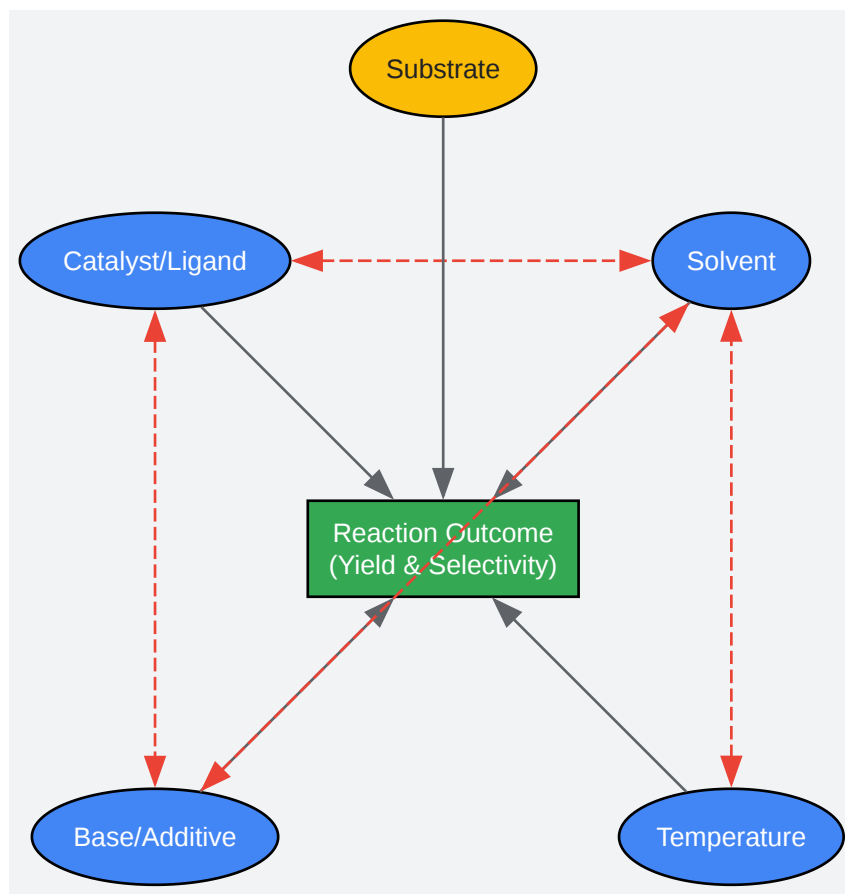 Substrate
Catalyst/Ligand
Solvent
Reaction Outcome
(Yield & Selectivity)
Base/Additive
Temperature